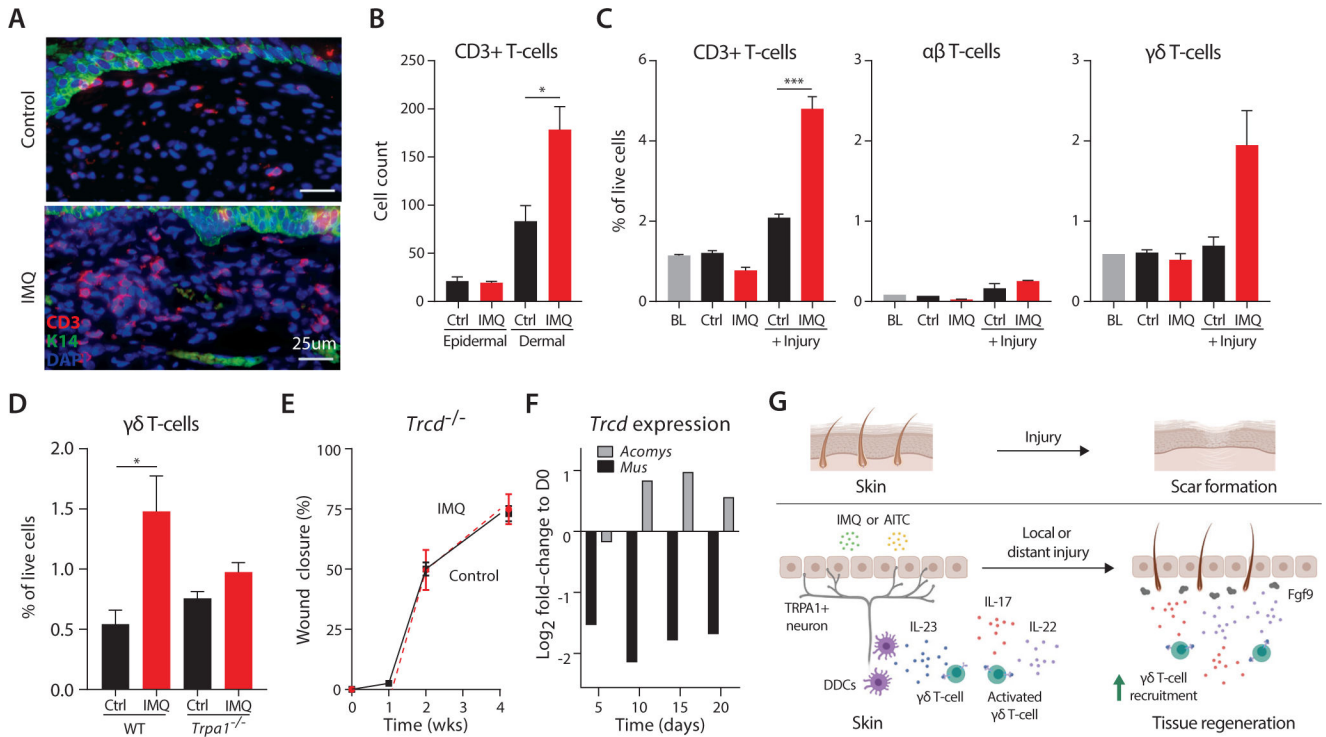 A
Control
IMQ
CD3
K14
DAPI
25um
B
CD3+ T-cells
Cell count
250
200
150
100
50
0
Ctrl IMQ Ctrl IMQ
Epidermal Dermal
*
C
CD3+ T-cells
% of live cells
6
4
2
0
***
BL Ctrl IMQ Ctrl IMQ
+ Injury
αβ T-cells
3
2
1
0
BL Ctrl IMQ Ctrl IMQ
+ Injury
γδ T-cells
3
2
1
0
BL Ctrl IMQ Ctrl IMQ
+ Injury
D
γδ T-cells
% of live cells
2.0
1.5
1.0
0.5
0.0
*
Ctrl IMQ Ctrl IMQ
WT Trpa1-/-
E
Trcd-/-
Wound closure (%)
100
75
50
25
0
IMQ
Control
0 1 2 3 4
Time (wks)
F
Trcd expression
Acomys
Mus
Log2 fold–change to D0
1
0
-1
-2
5 10 15 20
Time (days)
G
Injury
Skin
Scar formation
IMQ or AITC
Local or
distant injury
TRPA1+
neuron
IL-23
IL-17
IL-22
Fgf9
DDCs
γδ T-cell
Activated
γδ T-cell
γδ T-cell
recruitment
Skin
Tissue regeneration